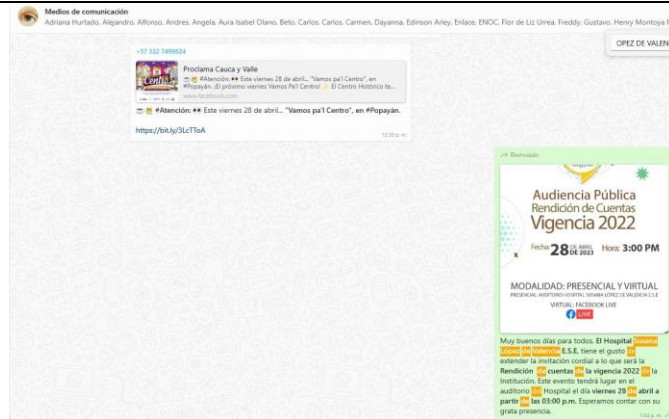 Medios de comunicación
Adriana Hurtado, Alejandro, Alfonso, Andres, Angela, Aura Isabel Olano, Beto, Carlos, Carlos, Carmen, Dayanna, Edinson Arley, Enlace, ENOC, Flor de Liz Urrea, Freddy, Gustavo, Henry Montoya
OPEZ DE VALEN
+57 322 7499624
Proclama Cauca y Valle
#Atención: Este viernes 28 de abril... "Vamos pa'l Centro", en
#Popayán. ¡El próximo viernes Vamos Pa'l Centro! El Centro Histórico te...
www.facebook.com
#Atención: Este viernes 28 de abril... "Vamos pa'l Centro", en #Popayán.
https://bit.ly/3LcTToA
12:50 p. m.
Reenviado
Audiencia Pública
Rendición de Cuentas
Vigencia 2022
Fecha: 28 DE ABRIL DE 2023 Hora: 3:00 PM
MODALIDAD: PRESENCIAL Y VIRTUAL
PRESENCIAL: AUDITORIO HOSPITAL SUSANA LÓPEZ DE VALENCIA E.S.E
VIRTUAL: FACEBOOK LIVE
LIVE
Muy buenos días para todos. El Hospital Susana
López de Valencia E.S.E, tiene el gusto de
extender la invitación cordial a lo que será la
Rendición de cuentas de la vigencia 2022 de la
Institución. Este evento tendrá lugar en el
auditorio del Hospital el día viernes 28 de abril a
partir de las 03:00 p.m. Esperamos contar con su
grata presencia.